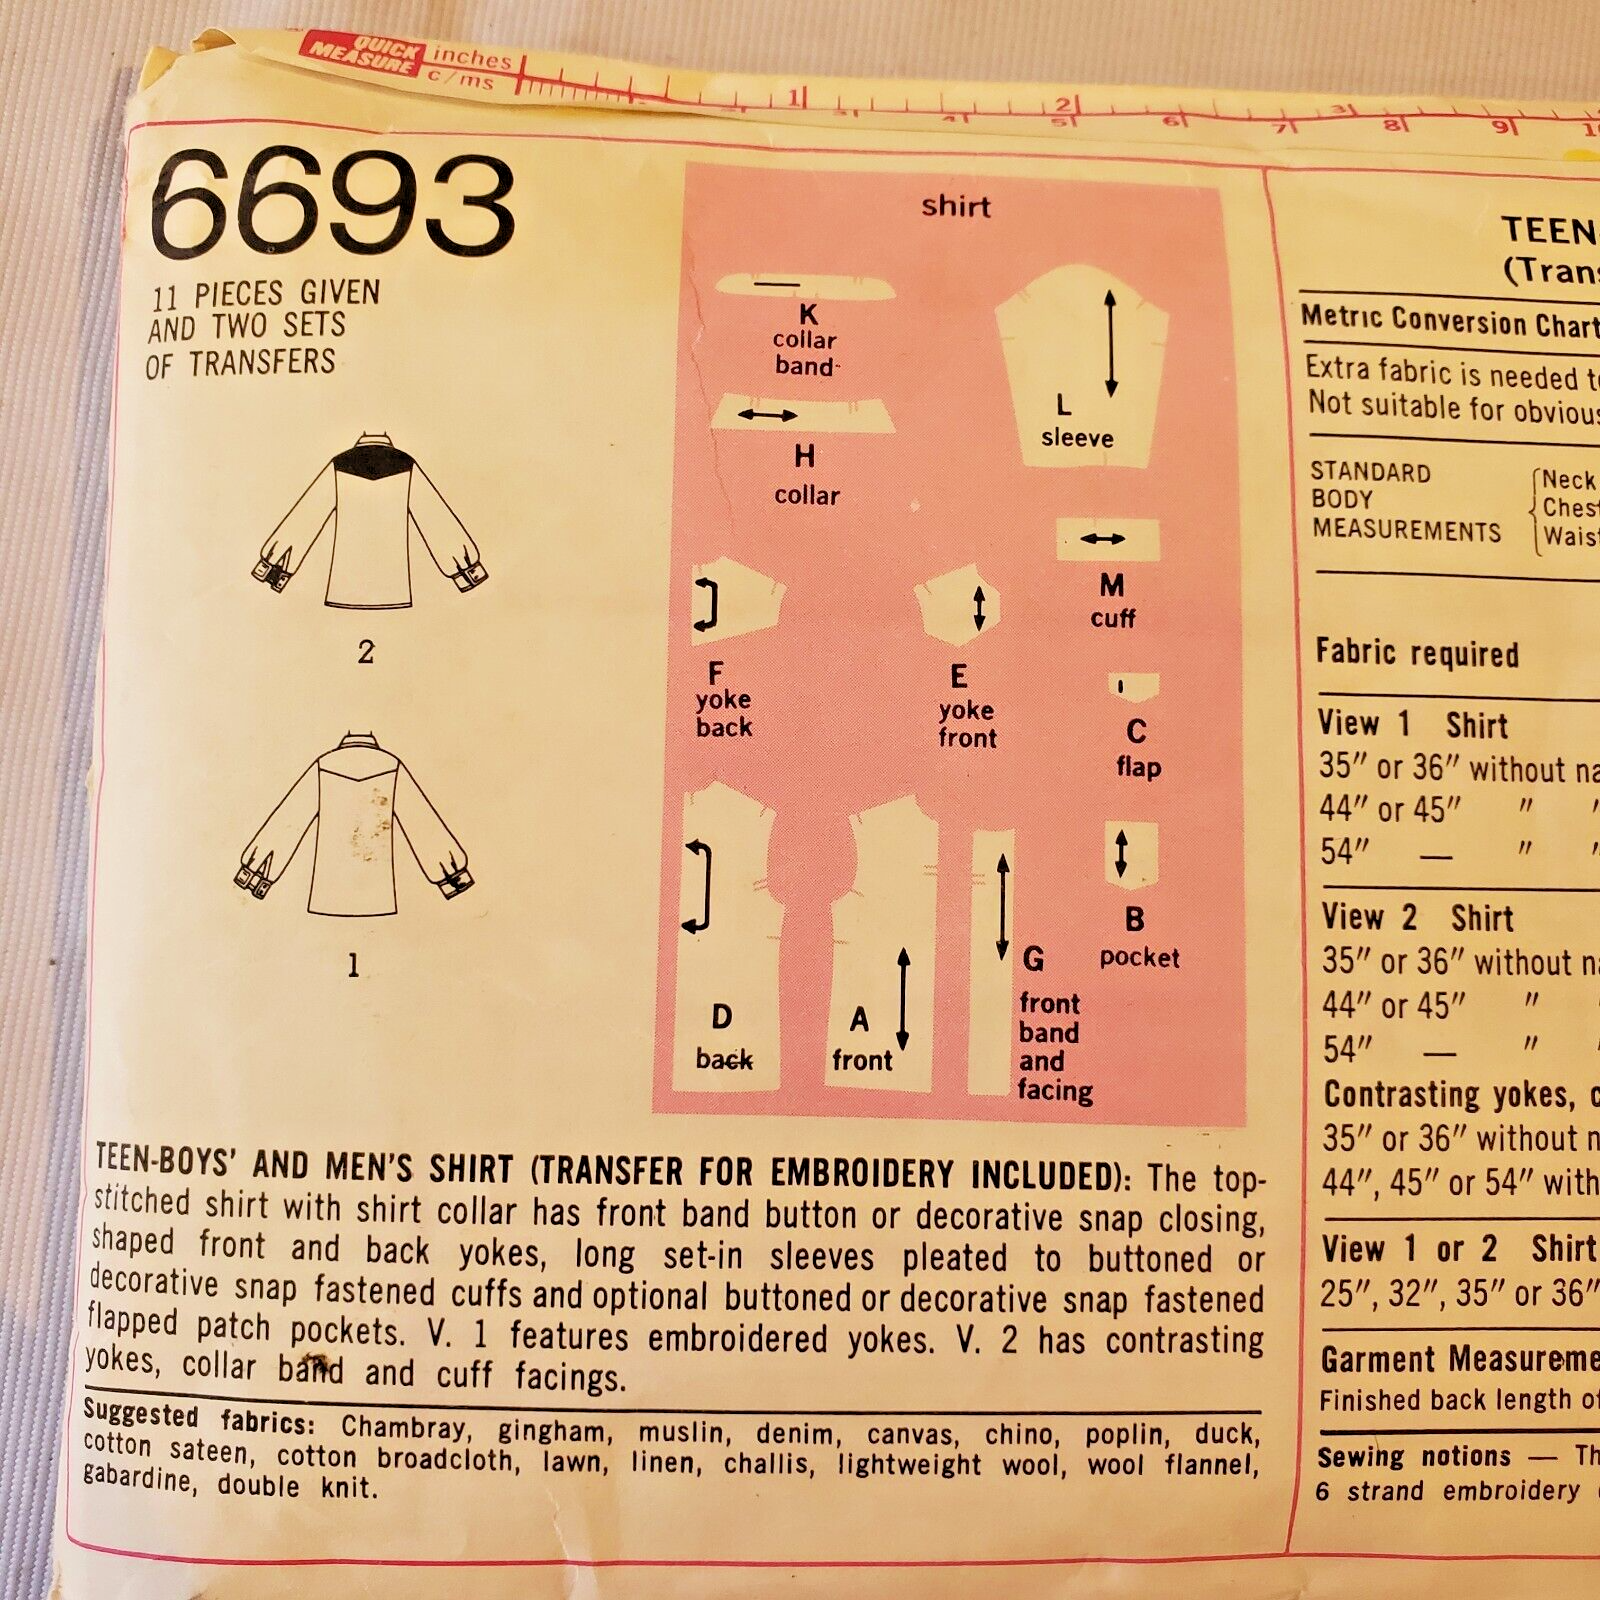 QUICK MEASURE inches
c/ms
1 2 3
5 6 7 8 9
6693
11 PIECES GIVEN
AND TWO SETS
OF TRANSFERS
2
1
shirt
K
collar
band
H
collar
L
sleeve
M
cuff
F
yoke
back
E
yoke
front
C
flap
B
pocket
D
back
A
front
G
front
band
and
facing
TEEN-BOYS' AND MEN'S SHIRT (TRANSFER FOR EMBROIDERY INCLUDED): The top-
stitched shirt with shirt collar has front band button or decorative snap closing,
shaped front and back yokes, long set-in sleeves pleated to buttoned or
decorative snap fastened cuffs and optional buttoned or decorative snap fastened
flapped patch pockets. V. 1 features embroidered yokes. V. 2 has contrasting
yokes, collar band and cuff facings.
Suggested fabrics: Chambray, gingham, muslin, denim, canvas, chino, poplin, duck,
cotton sateen, cotton broadcloth, lawn, linen, challis, lightweight wool, wool flannel,
gabardine, double knit.
TEEN-
(Trans
Metric Conversion Chart
Extra fabric is needed to
Not suitable for obvious
STANDARD
BODY
MEASUREMENTS
Neck
Chest
Waist
Fabric required
View 1 Shirt
35" or 36" without na
44" or 45" "
54" — "
View 2 Shirt
35" or 36" without na
44" or 45" "
54" — "
Contrasting yokes, c
35" or 36" without n
44", 45" or 54" with
View 1 or 2 Shirt
25", 32", 35" or 36"
Garment Measureme
Finished back length of
Sewing notions — Th
6 strand embroidery